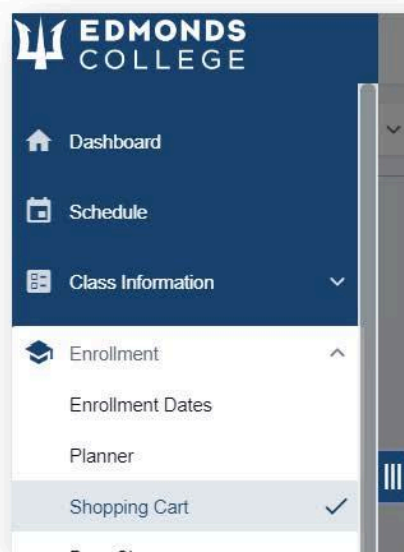 EDMONDS
COLLEGE
Dashboard
Schedule
Class Information
Enrollment
Enrollment Dates
Planner
Shopping Cart